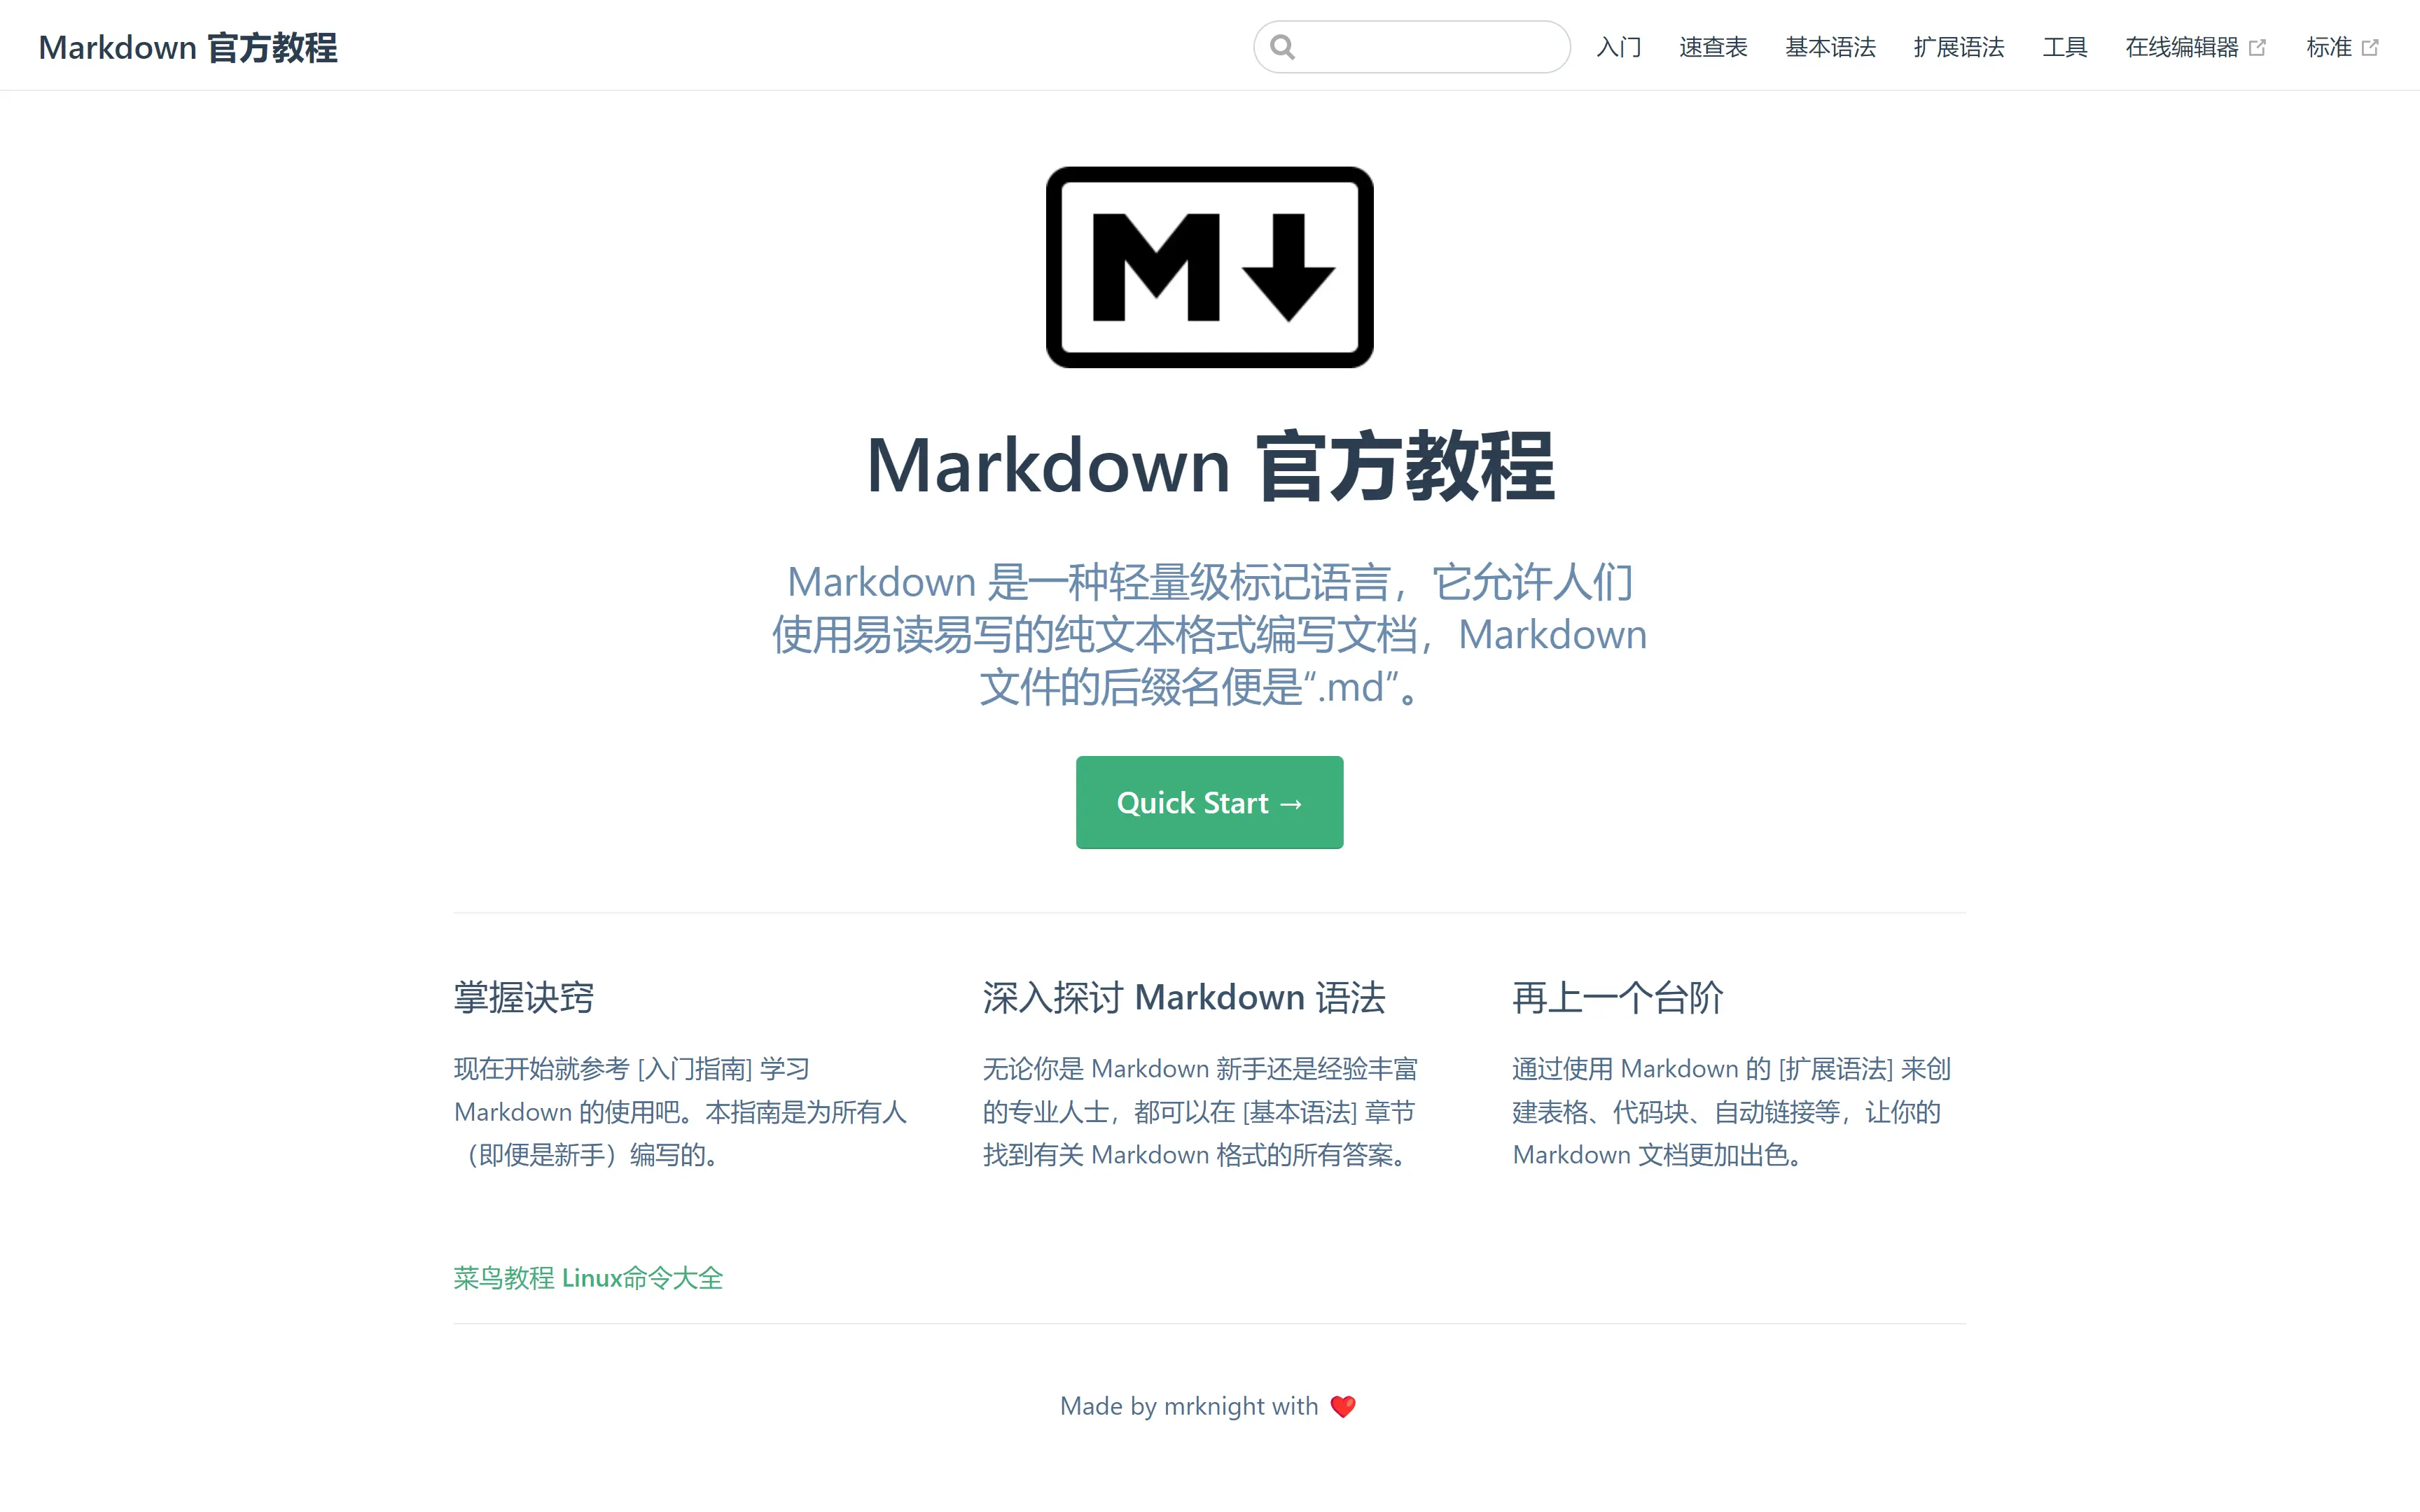 Markdown 官方教程
入门 速查表 基本语法 扩展语法 工具 在线编辑器 标准
M
Markdown 官方教程
Markdown 是一种轻量级标记语言，它允许人们
使用易读易写的纯文本格式编写文档，Markdown
文件的后缀名便是“.md”。
Quick Start →
掌握诀窍
现在开始就参考 [入门指南] 学习
Markdown 的使用吧。本指南是为所有人
（即便是新手）编写的。
深入探讨 Markdown 语法
无论你是 Markdown 新手还是经验丰富
的专业人士，都可以在 [基本语法] 章节
找到有关 Markdown 格式的所有答案。
再上一个台阶
通过使用 Markdown 的 [扩展语法] 来创
建表格、代码块、自动链接等，让你的
Markdown 文档更加出色。
菜鸟教程 Linux命令大全
Made by mrknight with ❤️